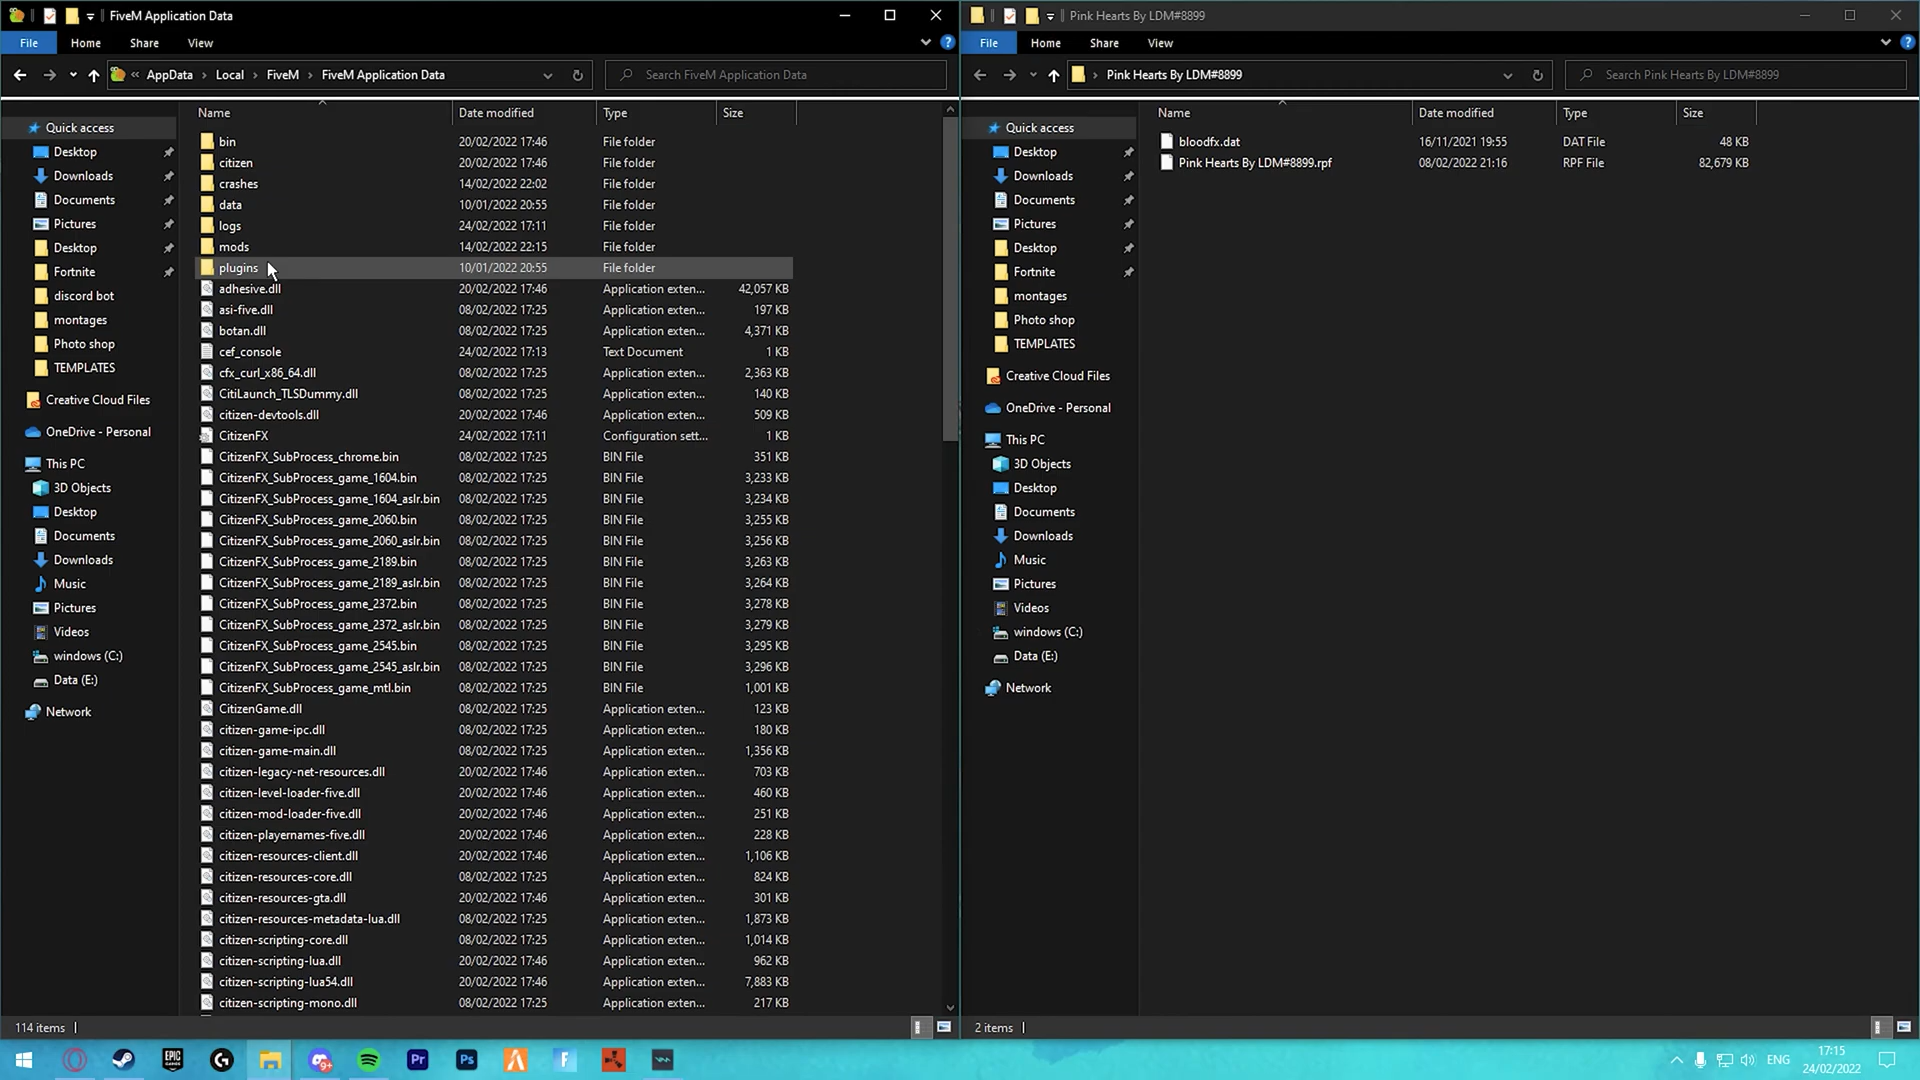 FiveM Application Data
File Home Share View
AppData Local FiveM FiveM Application Data
Search FiveM Application Data
Name Date modified Type Size
Quick access
Desktop
Downloads
Documents
Pictures
Desktop
Fortnite
discord bot
montages
Photo shop
TEMPLATES
Creative Cloud Files
OneDrive - Personal
This PC
3D Objects
Desktop
Documents
Downloads
Music
Pictures
Videos
windows (C:)
Data (E:)
Network
bin 20/02/2022 17:46 File folder
citizen 20/02/2022 17:46 File folder
crashes 14/02/2022 22:02 File folder
data 10/01/2022 20:55 File folder
logs 24/02/2022 17:11 File folder
mods 14/02/2022 22:15 File folder
plugins 10/01/2022 20:55 File folder
adhesive.dll 20/02/2022 17:46 Application exten... 42,057 KB
asi-five.dll 08/02/2022 17:25 Application exten... 197 KB
botan.dll 08/02/2022 17:25 Application exten... 4,371 KB
cef_console 24/02/2022 17:13 Text Document 1 KB
cfx_curl_x86_64.dll 08/02/2022 17:25 Application exten... 2,363 KB
CitiLaunch_TLSDummy.dll 08/02/2022 17:25 Application exten... 140 KB
citizen-devtools.dll 20/02/2022 17:46 Application exten... 509 KB
CitizenFX 24/02/2022 17:11 Configuration sett... 1 KB
CitizenFX_SubProcess_chrome.bin 08/02/2022 17:25 BIN File 351 KB
CitizenFX_SubProcess_game_1604.bin 08/02/2022 17:25 BIN File 3,233 KB
CitizenFX_SubProcess_game_1604_aslr.bin 08/02/2022 17:25 BIN File 3,234 KB
CitizenFX_SubProcess_game_2060.bin 08/02/2022 17:25 BIN File 3,255 KB
CitizenFX_SubProcess_game_2060_aslr.bin 08/02/2022 17:25 BIN File 3,256 KB
CitizenFX_SubProcess_game_2189.bin 08/02/2022 17:25 BIN File 3,263 KB
CitizenFX_SubProcess_game_2189_aslr.bin 08/02/2022 17:25 BIN File 3,264 KB
CitizenFX_SubProcess_game_2372.bin 08/02/2022 17:25 BIN File 3,278 KB
CitizenFX_SubProcess_game_2372_aslr.bin 08/02/2022 17:25 BIN File 3,279 KB
CitizenFX_SubProcess_game_2545.bin 08/02/2022 17:25 BIN File 3,295 KB
CitizenFX_SubProcess_game_2545_aslr.bin 08/02/2022 17:25 BIN File 3,296 KB
CitizenFX_SubProcess_game_mtl.bin 08/02/2022 17:25 BIN File 1,001 KB
CitizenGame.dll 08/02/2022 17:25 Application exten... 123 KB
citizen-game-ipc.dll 08/02/2022 17:25 Application exten... 180 KB
citizen-game-main.dll 08/02/2022 17:25 Application exten... 1,356 KB
citizen-legacy-net-resources.dll 20/02/2022 17:46 Application exten... 703 KB
citizen-level-loader-five.dll 20/02/2022 17:46 Application exten... 460 KB
citizen-mod-loader-five.dll 20/02/2022 17:46 Application exten... 251 KB
citizen-playernames-five.dll 20/02/2022 17:46 Application exten... 228 KB
citizen-resources-client.dll 20/02/2022 17:46 Application exten... 1,106 KB
citizen-resources-core.dll 20/02/2022 17:46 Application exten... 824 KB
citizen-resources-gta.dll 20/02/2022 17:46 Application exten... 301 KB
citizen-resources-metadata-lua.dll 08/02/2022 17:25 Application exten... 1,873 KB
citizen-scripting-core.dll 08/02/2022 17:25 Application exten... 1,014 KB
citizen-scripting-lua.dll 20/02/2022 17:46 Application exten... 962 KB
citizen-scripting-lua54.dll 20/02/2022 17:46 Application exten... 7,883 KB
citizen-scripting-mono.dll 08/02/2022 17:25 Application exten... 217 KB
114 items
Pink Hearts By LDM#8899
File Home Share View
Pink Hearts By LDM#8899
Search Pink Hearts By LDM#8899
Name Date modified Type Size
Quick access
Desktop
Downloads
Documents
Pictures
Desktop
Fortnite
montages
Photo shop
TEMPLATES
Creative Cloud Files
OneDrive - Personal
This PC
3D Objects
Desktop
Documents
Downloads
Music
Pictures
Videos
windows (C:)
Data (E:)
Network
bloodfx.dat 16/11/2021 19:55 DAT File 48 KB
Pink Hearts By LDM#8899.rpf 08/02/2022 21:16 RPF File 82,679 KB
2 items
EPIC GAMES
9+
Pr
Ps
ENG
17:15
24/02/2022